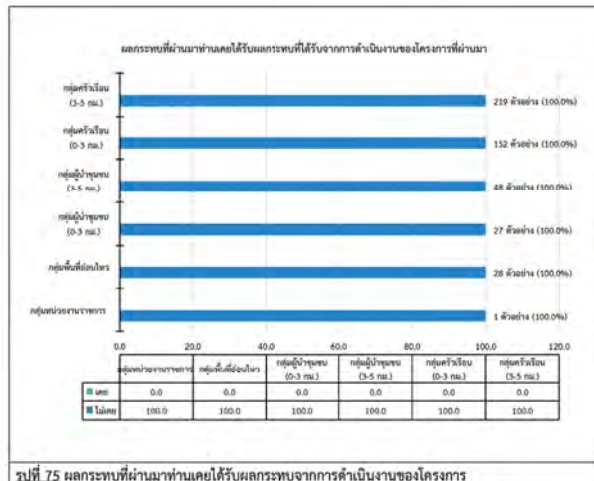 ผลกระทบที่ผ่านมาท่านเคยได้รับผลกระทบที่ได้รับจากการดำเนินงานของโครงการที่ผ่านมา
กลุ่มครัวเรือน
(3-5 กม.)
219 ตัวอย่าง (100.0%)
กลุ่มครัวเรือน
(0-3 กม.)
152 ตัวอย่าง (100.0%)
กลุ่มผู้นำชุมชน
(3-5 กม.)
48 ตัวอย่าง (100.0%)
กลุ่มผู้นำชุมชน
(0-3 กม.)
27 ตัวอย่าง (100.0%)
กลุ่มพื้นที่อ่อนไหว
28 ตัวอย่าง (100.0%)
กลุ่มหน่วยงานราชการ
1 ตัวอย่าง (100.0%)
0.0 20.0 40.0 60.0 80.0 100.0 120.0
กลุ่มหน่วยงานราชการ กลุ่มพื้นที่อ่อนไหว กลุ่มผู้นำชุมชน (0-3 กม.) กลุ่มผู้นำชุมชน (3-5 กม.) กลุ่มครัวเรือน (0-3 กม.) กลุ่มครัวเรือน (3-5 กม.)
เคย 0.0 0.0 0.0 0.0 0.0 0.0
ไม่เคย 100.0 100.0 100.0 100.0 100.0 100.0
รูปที่ 75 ผลกระทบที่ผ่านมาท่านเคยได้รับผลกระทบจากการดำเนินงานของโครงการ